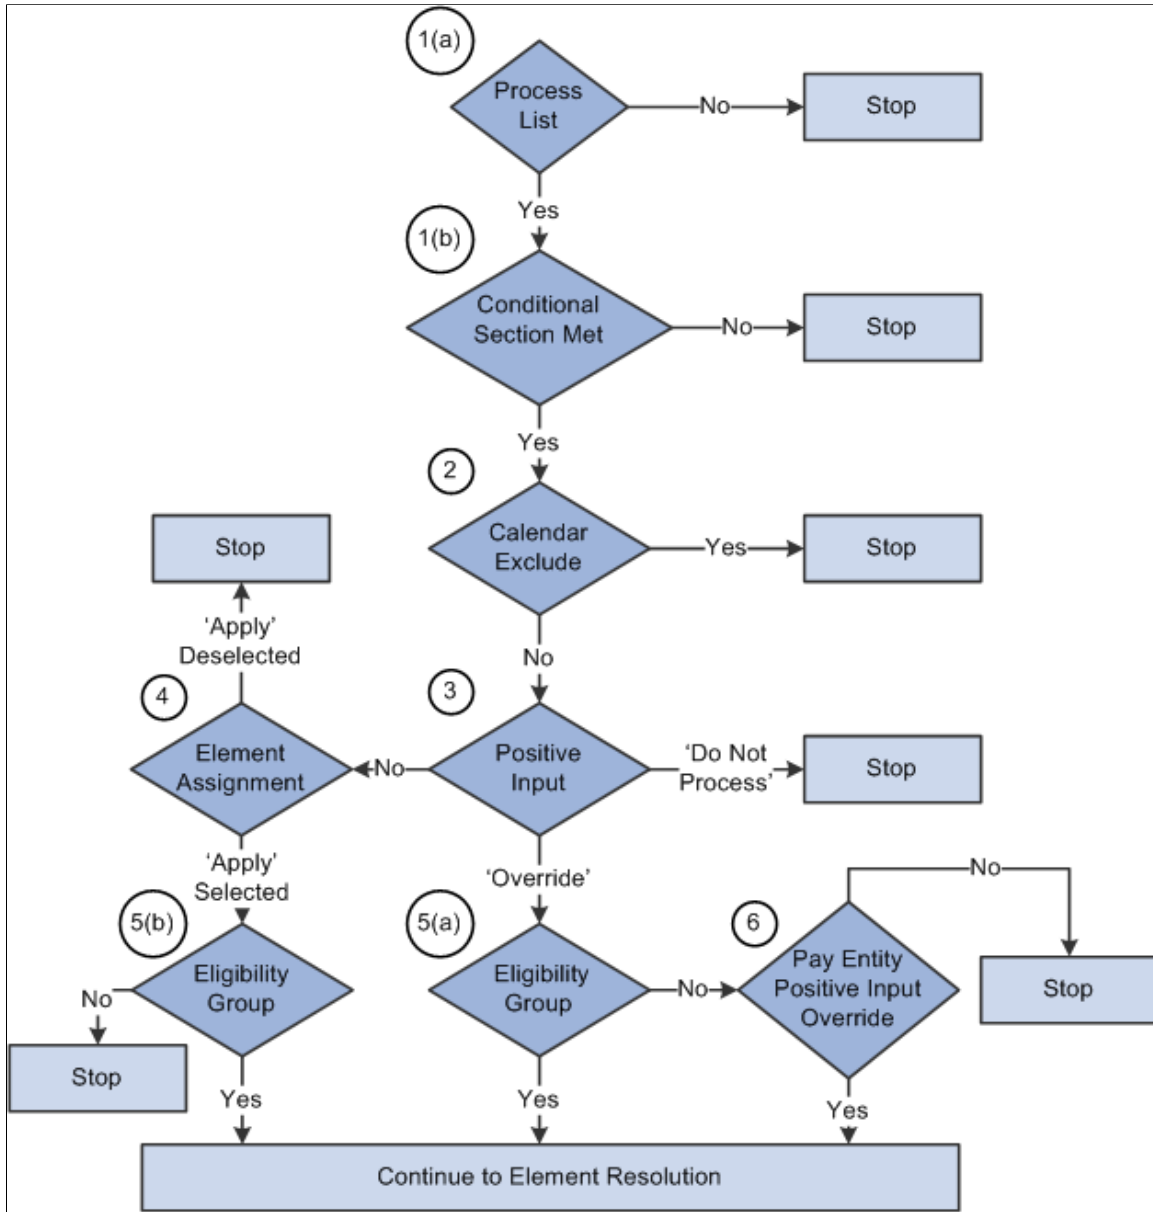 1(a)
Process
List
No
Stop
Yes
1(b)
Conditional
Section Met
No
Stop
Yes
2
Calendar
Exclude
Yes
Stop
Stop
‘Apply’
Deselected
No
4
3
Element
Assignment
No
Positive
Input
‘Do Not
Process’
Stop
‘Apply’
Selected
‘Override’
No
5(b)
5(a)
6
Eligibility
Group
No
Stop
Eligibility
Group
No
Pay Entity
Positive Input
Override
Stop
Yes
Yes
Yes
Continue to Element Resolution